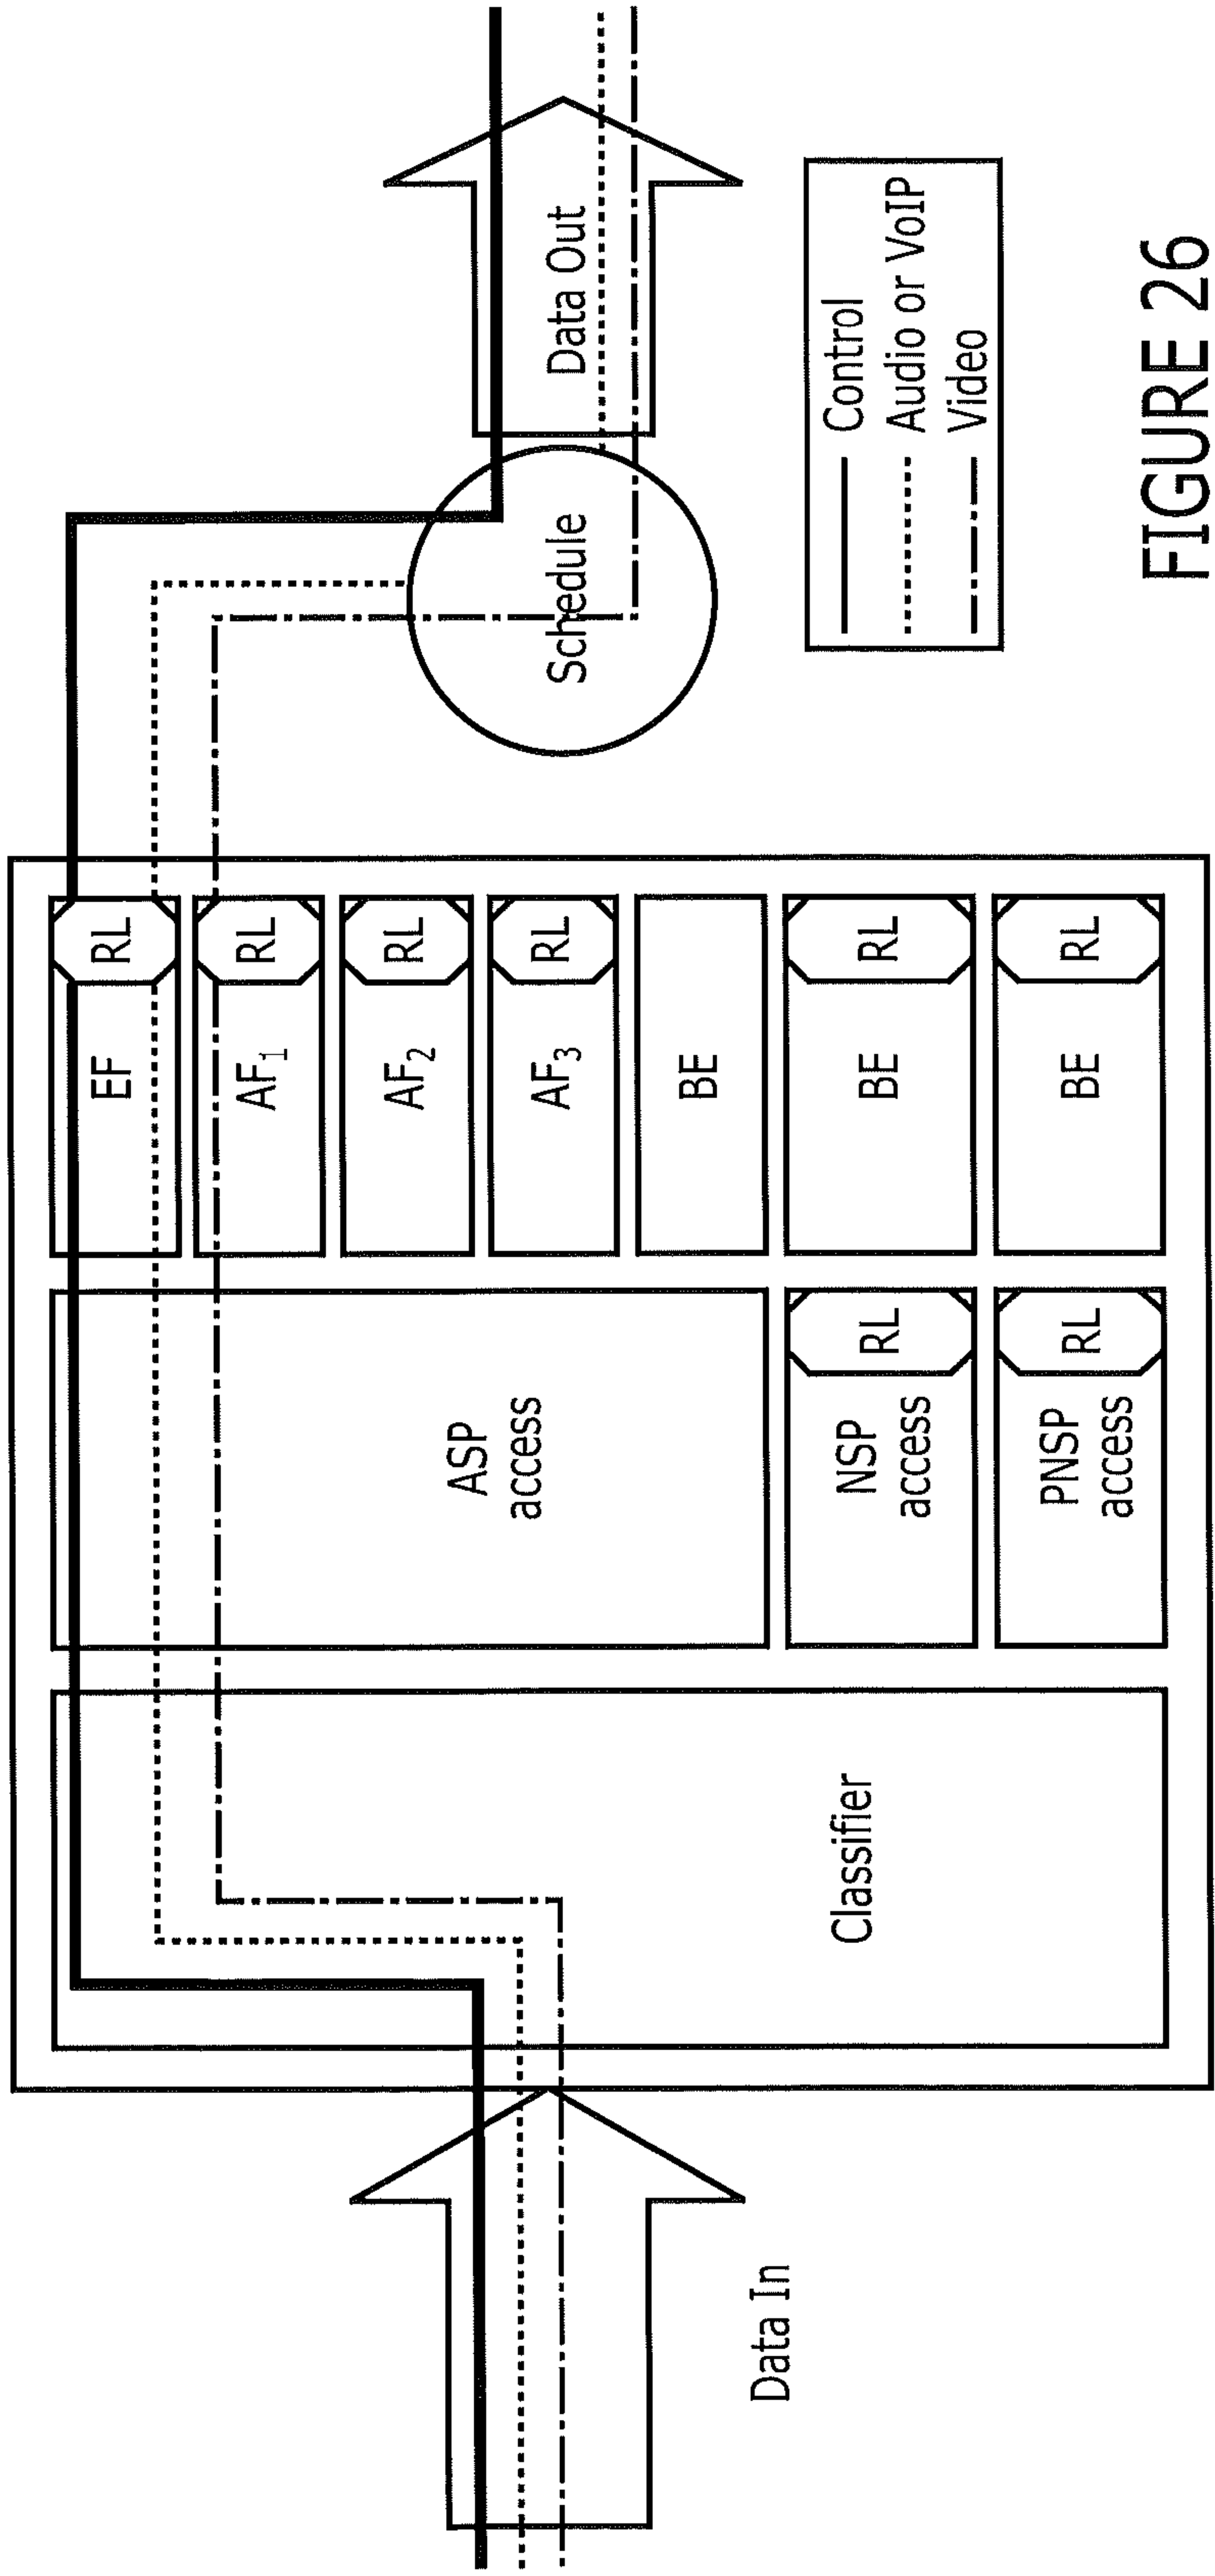 Data In
Classifier
ASP
access
NSP
access
RL
PNSP
access
RL
EF
RL
AF1
RL
AF2
RL
AF3
RL
BE
BE
RL
BE
RL
Schedule
Data Out
Control
Audio or VoIP
Video
FIGURE 26